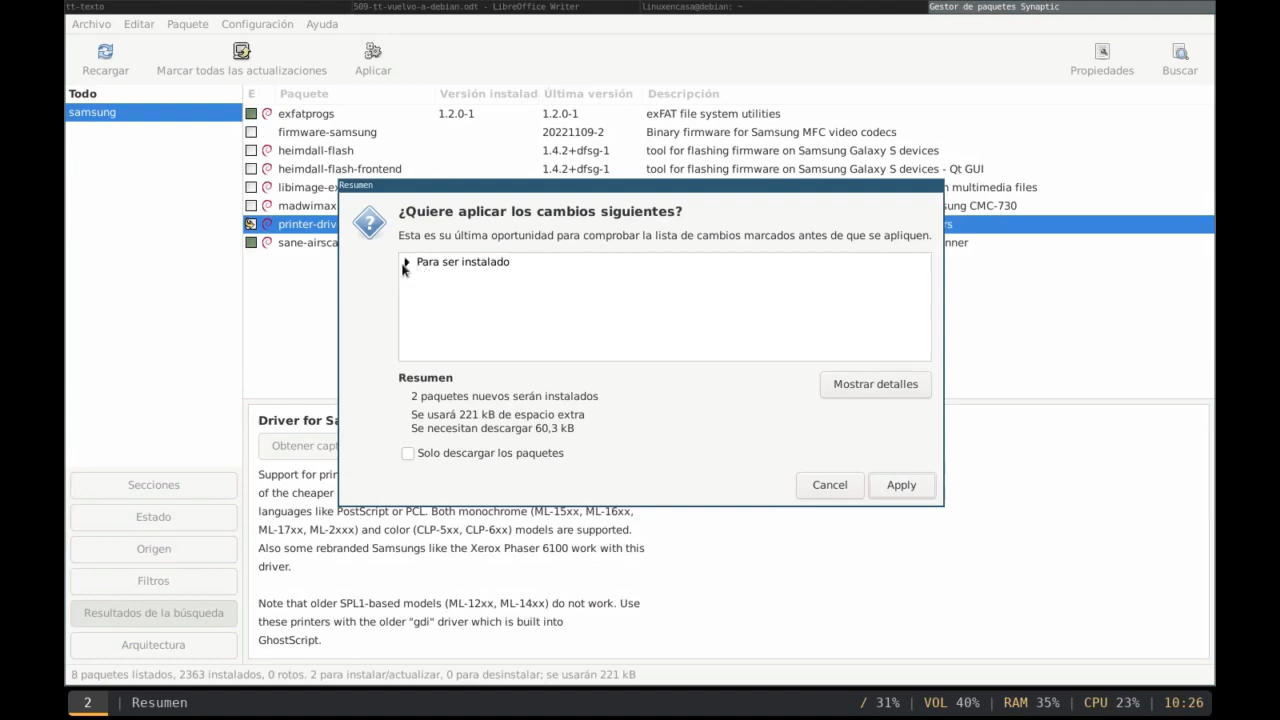 tt-texto
509-tt-vuelvo-a-debian.odt - LibreOffice Writer
linuxencasa@debian: ~
Gestor de paquetes Synaptic
Archivo Editar Paquete Configuración Ayuda
Recargar
Marcar todas las actualizaciones
Aplicar
Propiedades
Buscar
Todo
samsung
E Paquete Versión instalad Última versión Descripción
exfatprogs 1.2.0-1 1.2.0-1 exFAT file system utilities
firmware-samsung 20221109-2 Binary firmware for Samsung MFC video codecs
heimdall-flash 1.4.2+dfsg-1 tool for flashing firmware on Samsung Galaxy S devices
heimdall-flash-frontend 1.4.2+dfsg-1 tool for flashing firmware on Samsung Galaxy S devices - Qt GUI
libimage-ex n multimedia files
madwimax sung CMC-730
printer-driv rs
sane-airsca nner
Resumen
¿Quiere aplicar los cambios siguientes?
Esta es su última oportunidad para comprobar la lista de cambios marcados antes de que se apliquen.
Para ser instalado
Resumen
2 paquetes nuevos serán instalados
Se usará 221 kB de espacio extra
Se necesitan descargar 60,3 kB
Mostrar detalles
Solo descargar los paquetes
Cancel
Apply
Driver for Sa
Obtener capt
Support for prin
of the cheaper
languages like PostScript or PCL. Both monochrome (ML-15xx, ML-16xx,
ML-17xx, ML-2xxx) and color (CLP-5xx, CLP-6xx) models are supported.
Also some rebranded Samsungs like the Xerox Phaser 6100 work with this
driver.
Note that older SPL1-based models (ML-12xx, ML-14xx) do not work. Use
these printers with the older "gdi" driver which is built into
GhostScript.
Secciones
Estado
Origen
Filtros
Resultados de la búsqueda
Arquitectura
8 paquetes listados, 2363 instalados, 0 rotos. 2 para instalar/actualizar, 0 para desinstalar; se usarán 221 kB
2 | Resumen
/ 31% | VOL 40% | RAM 35% | CPU 23% | 10:26